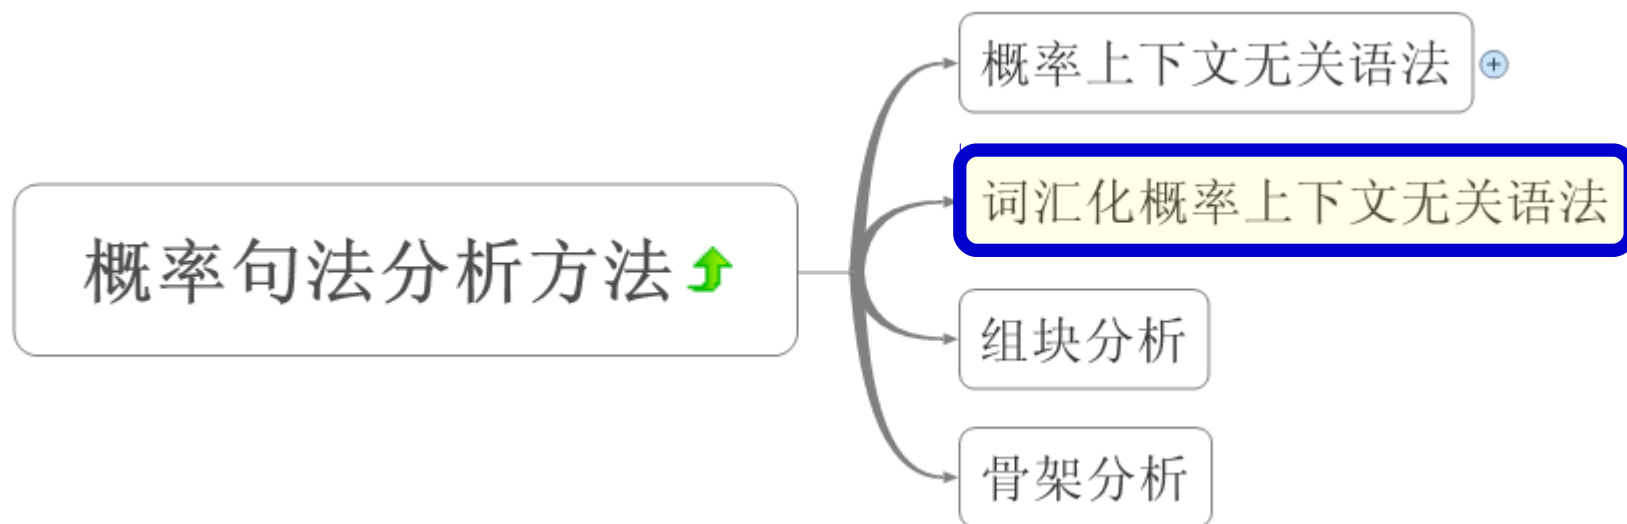 概率上下文无关语法
词汇化概率上下文无关语法
概率句法分析方法
组块分析
骨架分析